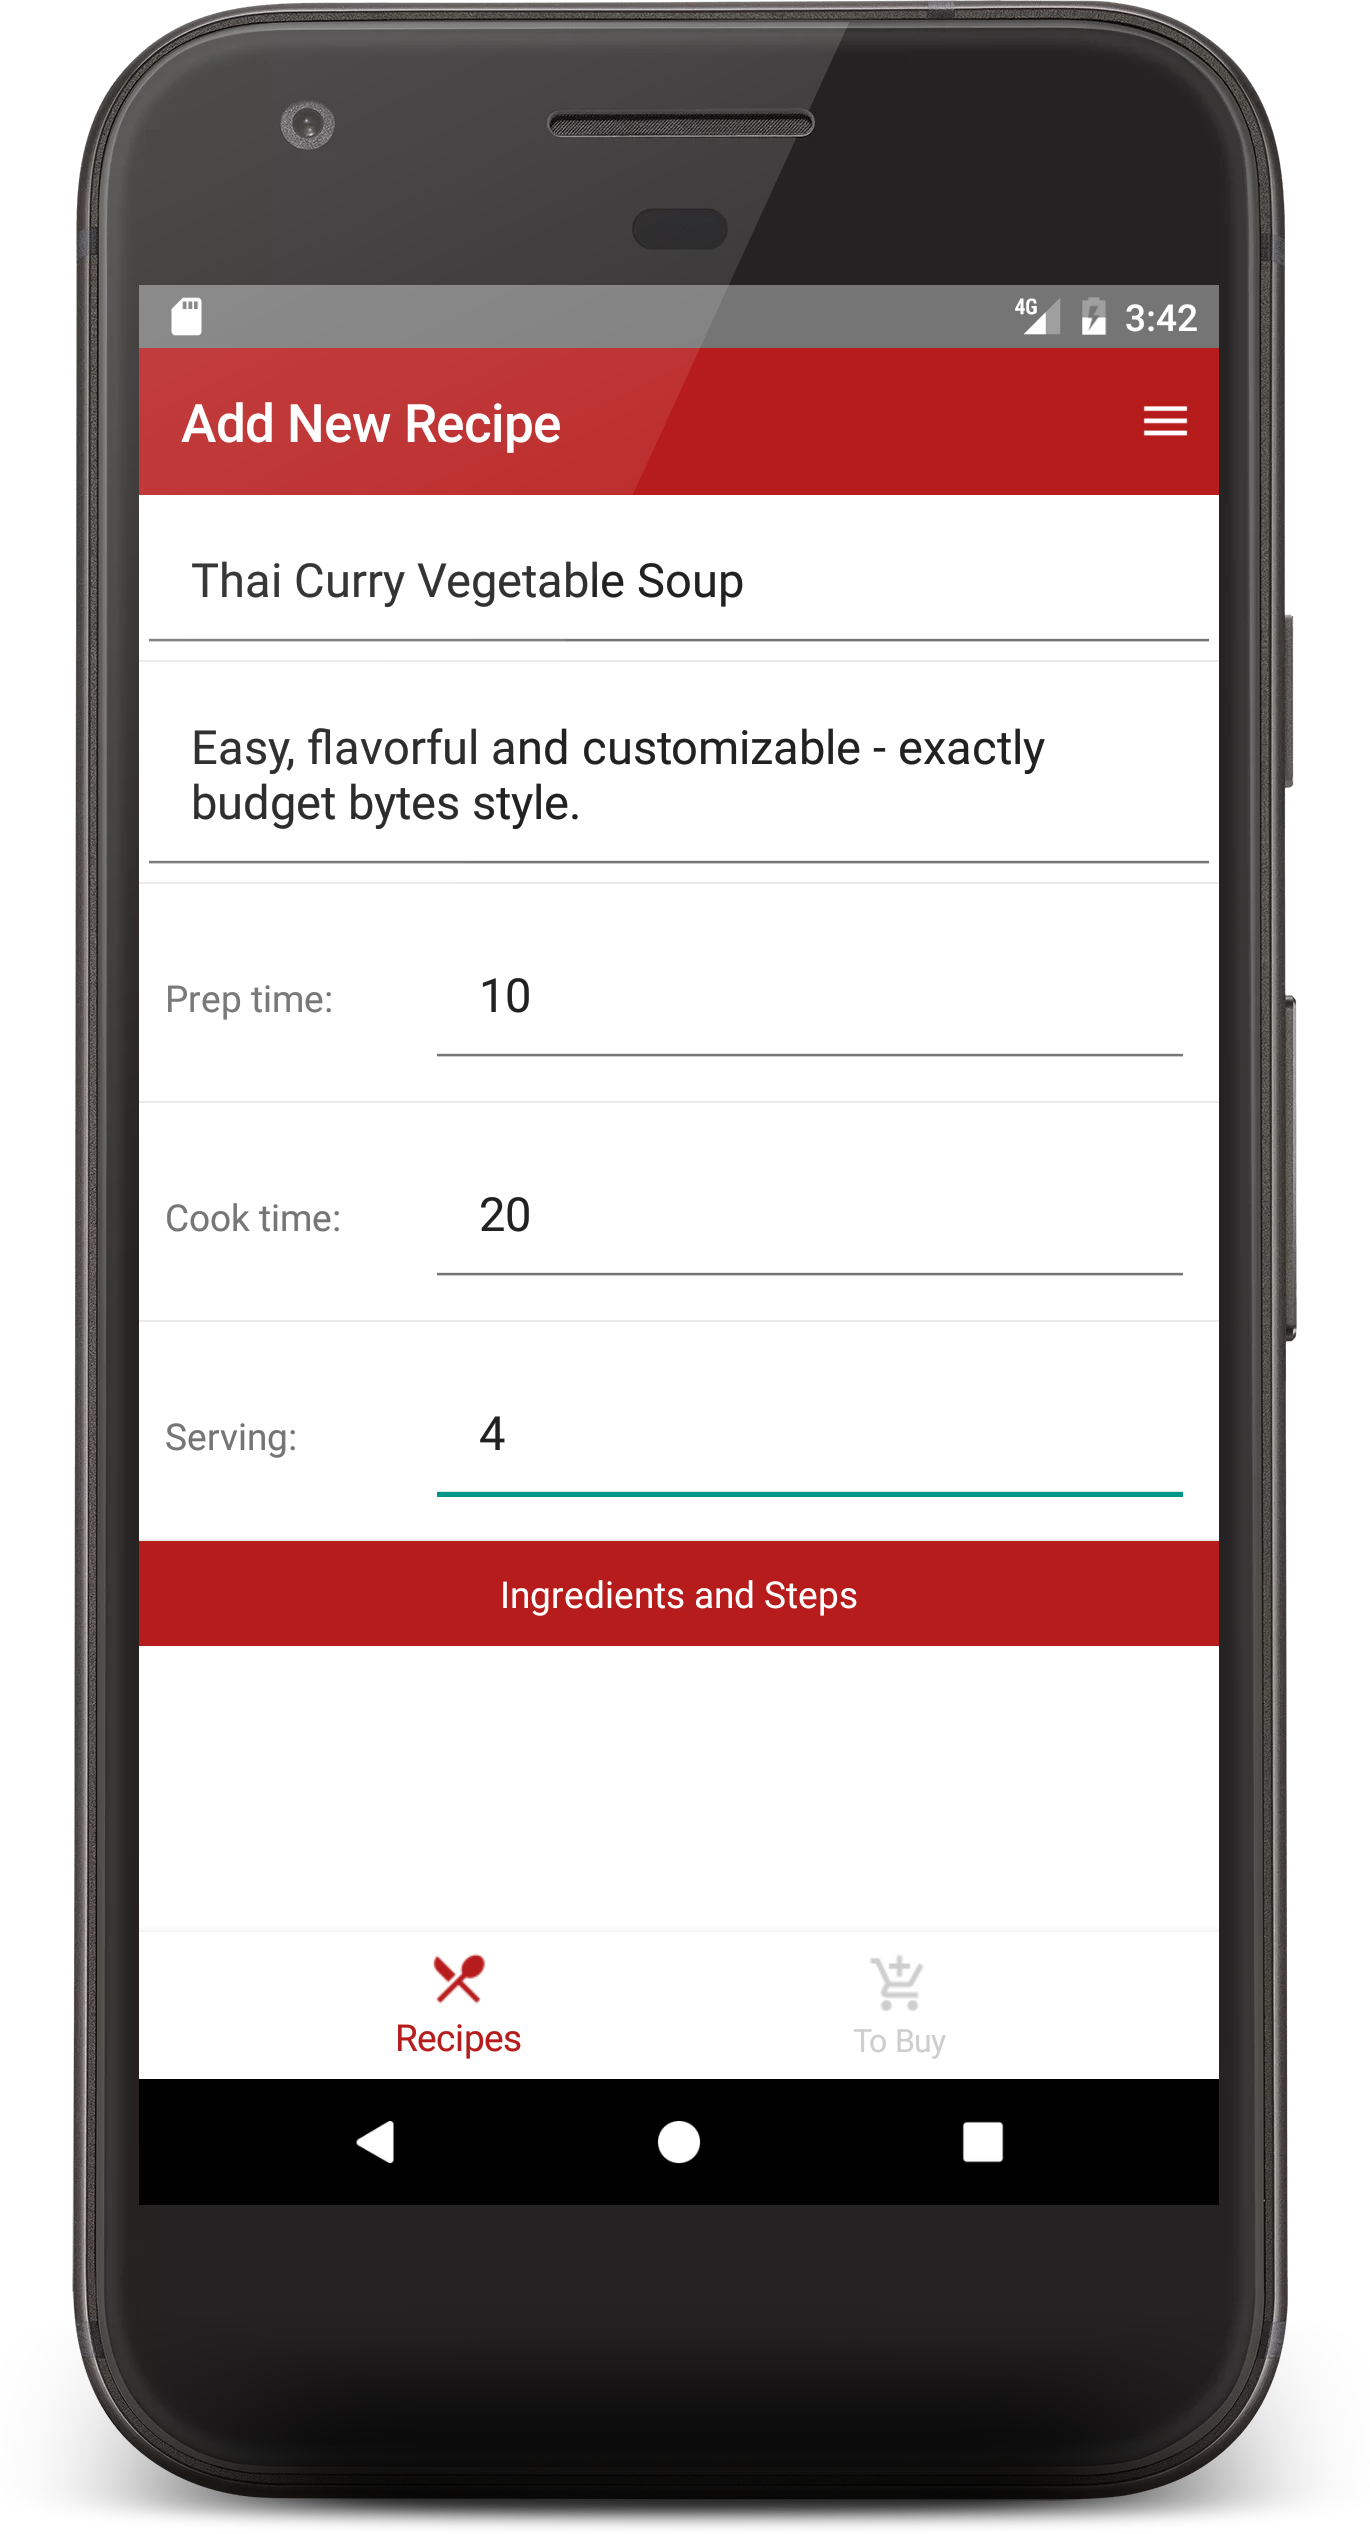 4G 3:42
Add New Recipe
Thai Curry Vegetable Soup
Easy, flavorful and customizable - exactly
budget bytes style.
Prep time: 10
Cook time: 20
Serving: 4
Ingredients and Steps
Recipes To Buy